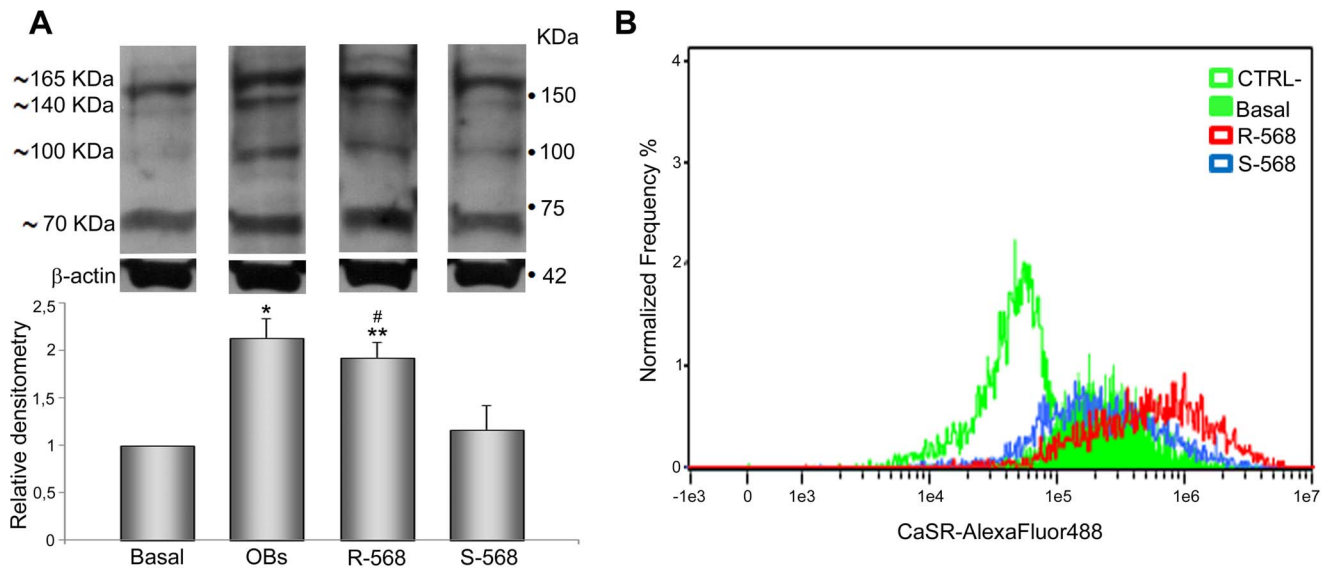 A
KDa
~165 KDa
~140 KDa
• 150
~100 KDa
• 100
~ 70 KDa
• 75
β-actin
• 42
Relative densitometry
2,5
2
1,5
1
0,5
0
*
#
**
Basal
OBs
R-568
S-568
B
Normalized Frequency %
4
3
2
1
0
CTRL-
Basal
R-568
S-568
-1e3
0
1e3
1e4
1e5
1e6
1e7
CaSR-AlexaFluor488